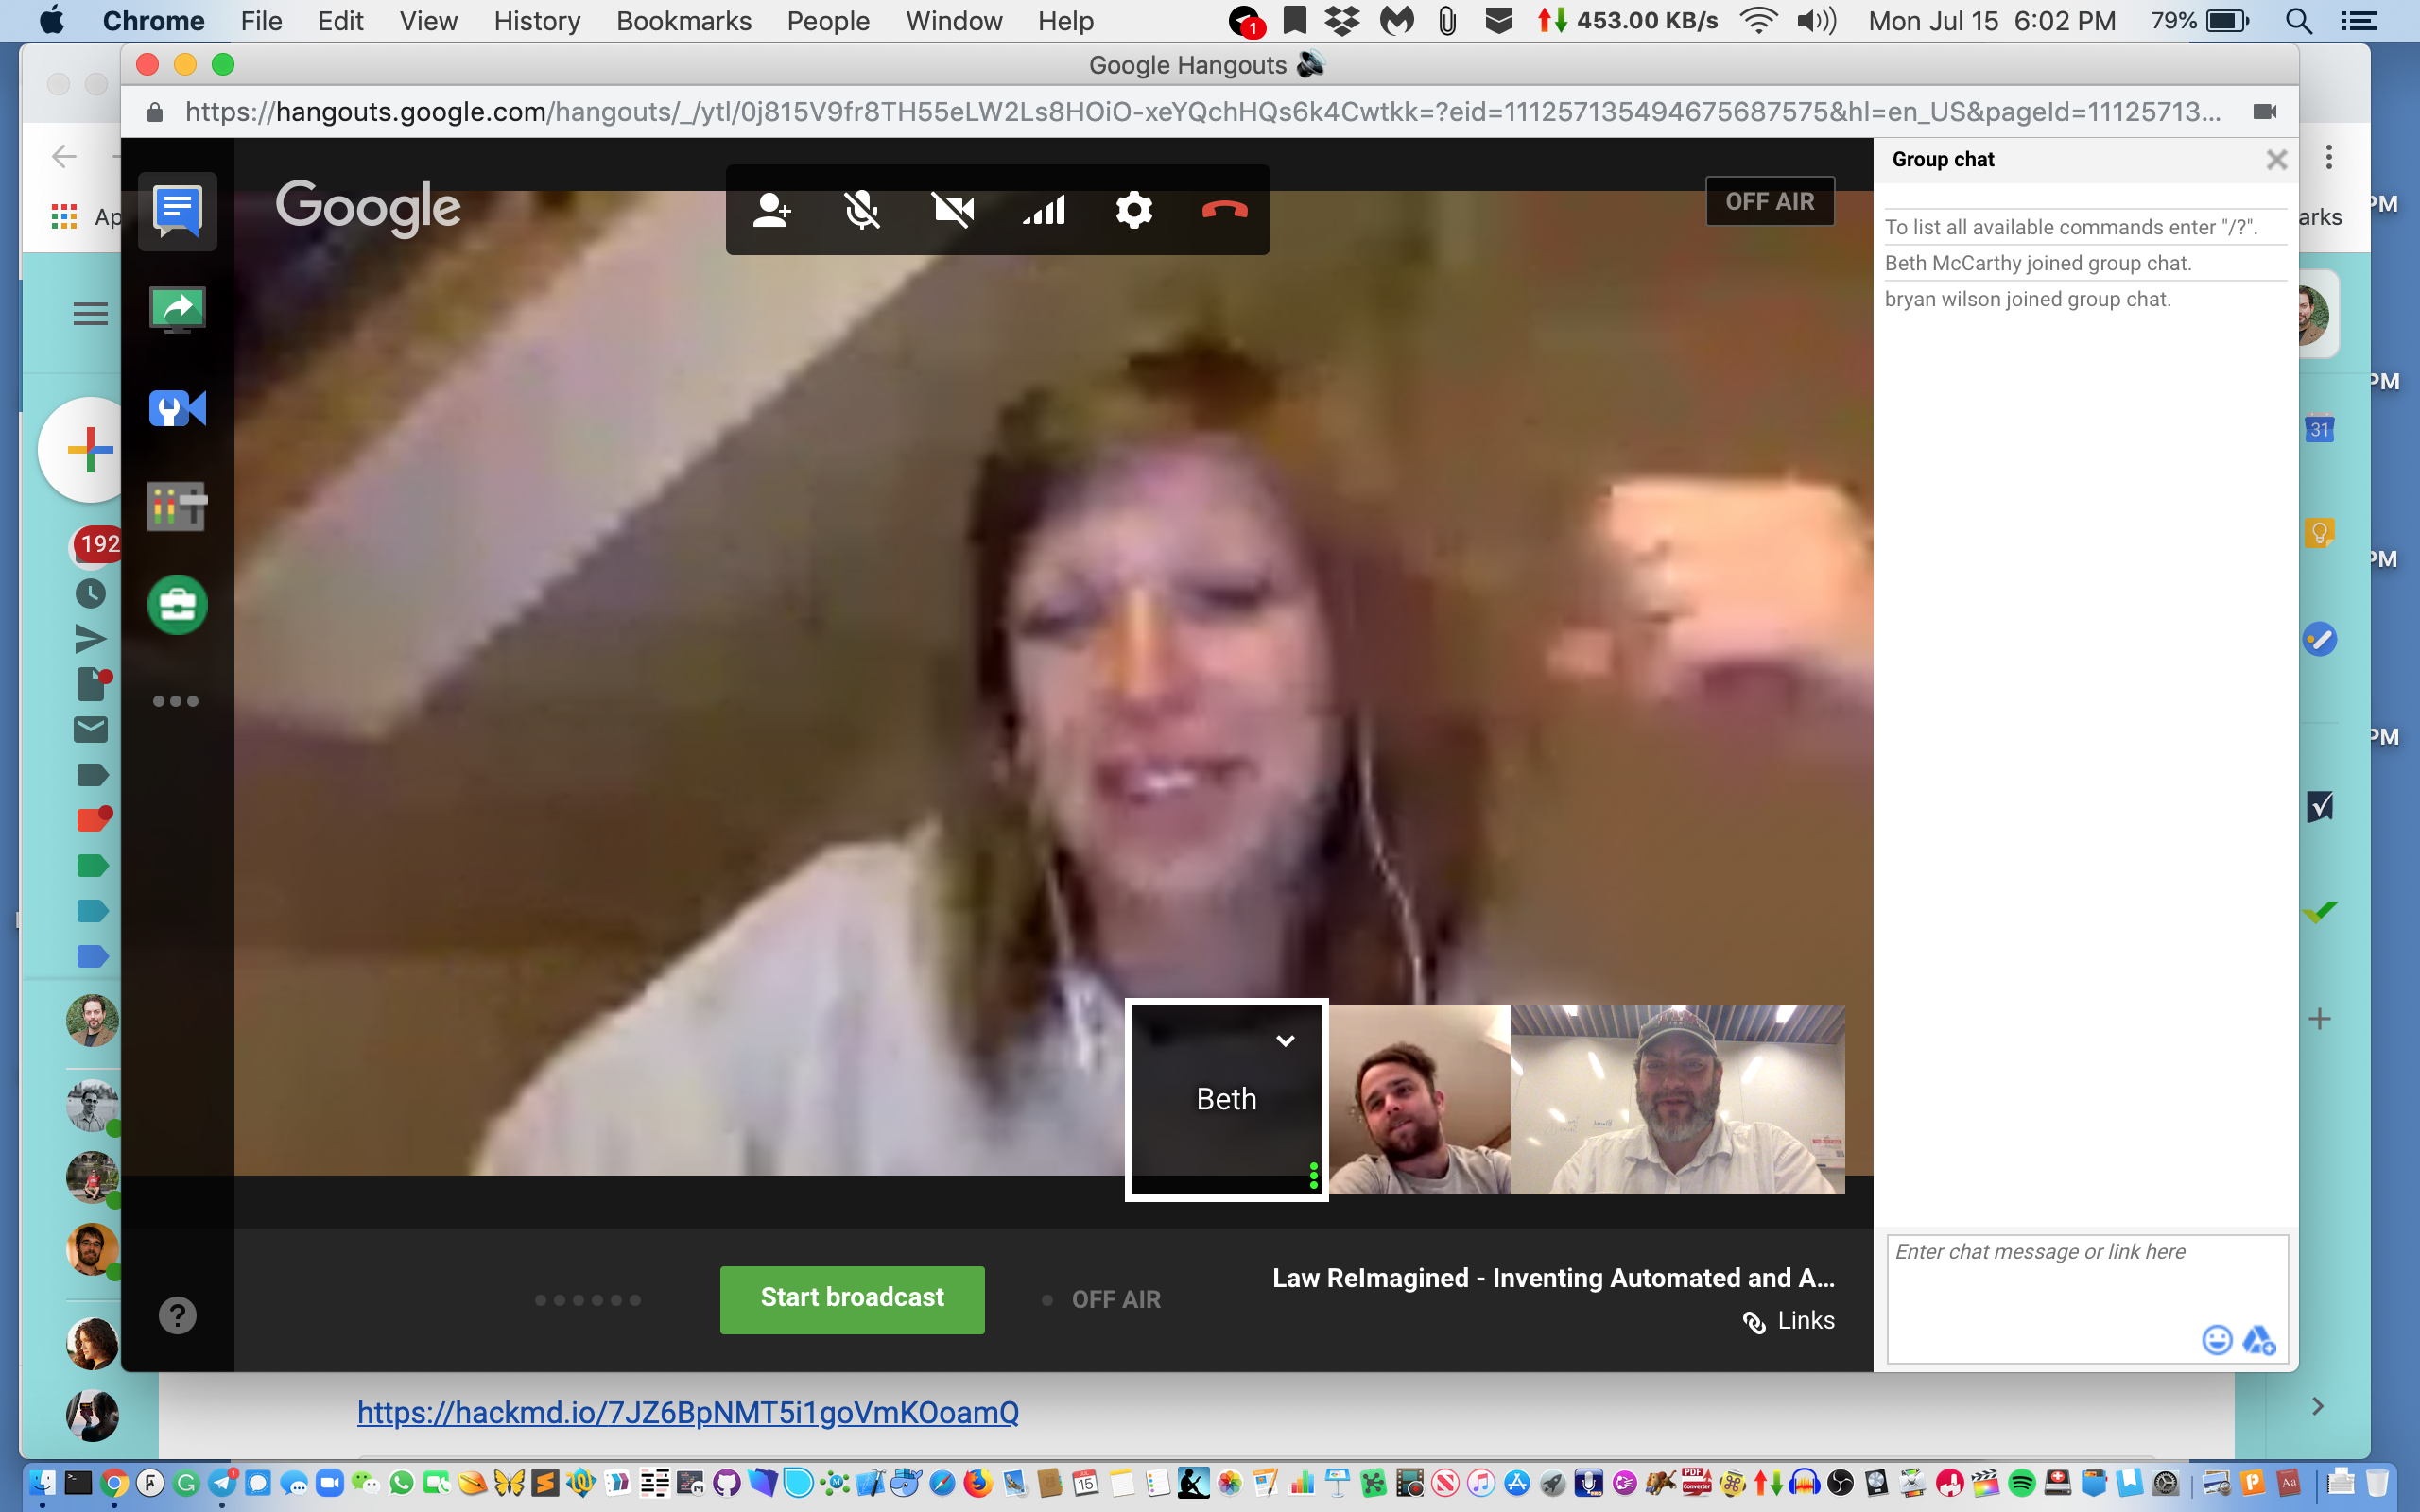 Chrome File Edit View History Bookmarks People Window Help 1 453.00 KB/s Mon Jul 15 6:02 PM 79%
Google Hangouts
https://hangouts.google.com/hangouts/_/ytl/0j815V9fr8TH55eLW2Ls8HOiO-xeYQchHQs6k4Cwtkk=?eid=111257135494675687575&hl=en_US&pageId=11125713...
Google
OFF AIR
Group chat
To list all available commands enter "/?".
Beth McCarthy joined group chat.
bryan wilson joined group chat.
Ap
arks
PM
PM
31
PM
192
PM
Beth
Start broadcast
OFF AIR
Law ReImagined - Inventing Automated and A...
Links
Enter chat message or link here
?
https://hackmd.io/7JZ6BpNMT5i1goVmKOoamQ
15
PDF
Aa